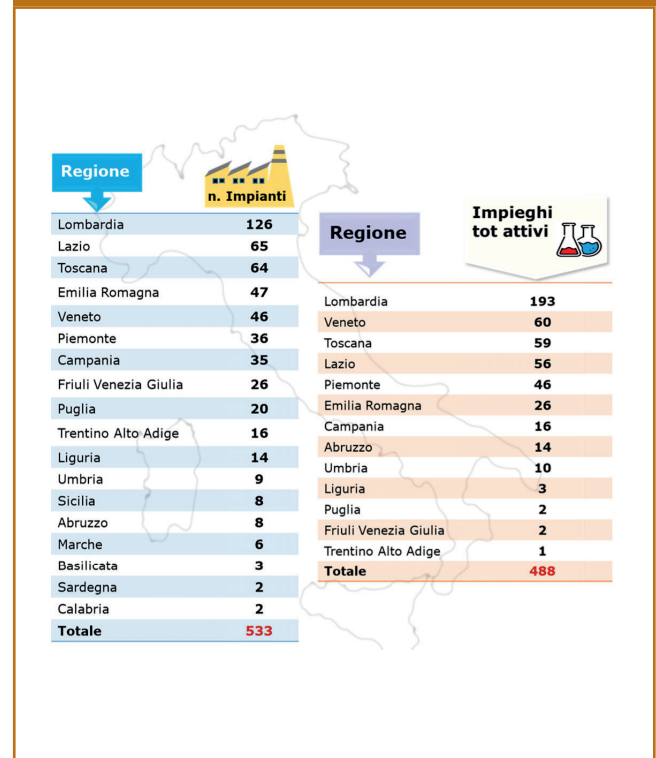 Regione
n. Impianti
Lombardia 126
Lazio 65
Toscana 64
Emilia Romagna 47
Veneto 46
Piemonte 36
Campania 35
Friuli Venezia Giulia 26
Puglia 20
Trentino Alto Adige 16
Liguria 14
Umbria 9
Sicilia 8
Abruzzo 8
Marche 6
Basilicata 3
Sardegna 2
Calabria 2
Totale 533
Regione
Impieghi
tot attivi
Lombardia 193
Veneto 60
Toscana 59
Lazio 56
Piemonte 46
Emilia Romagna 26
Campania 16
Abruzzo 14
Umbria 10
Liguria 3
Puglia 2
Friuli Venezia Giulia 2
Trentino Alto Adige 1
Totale 488